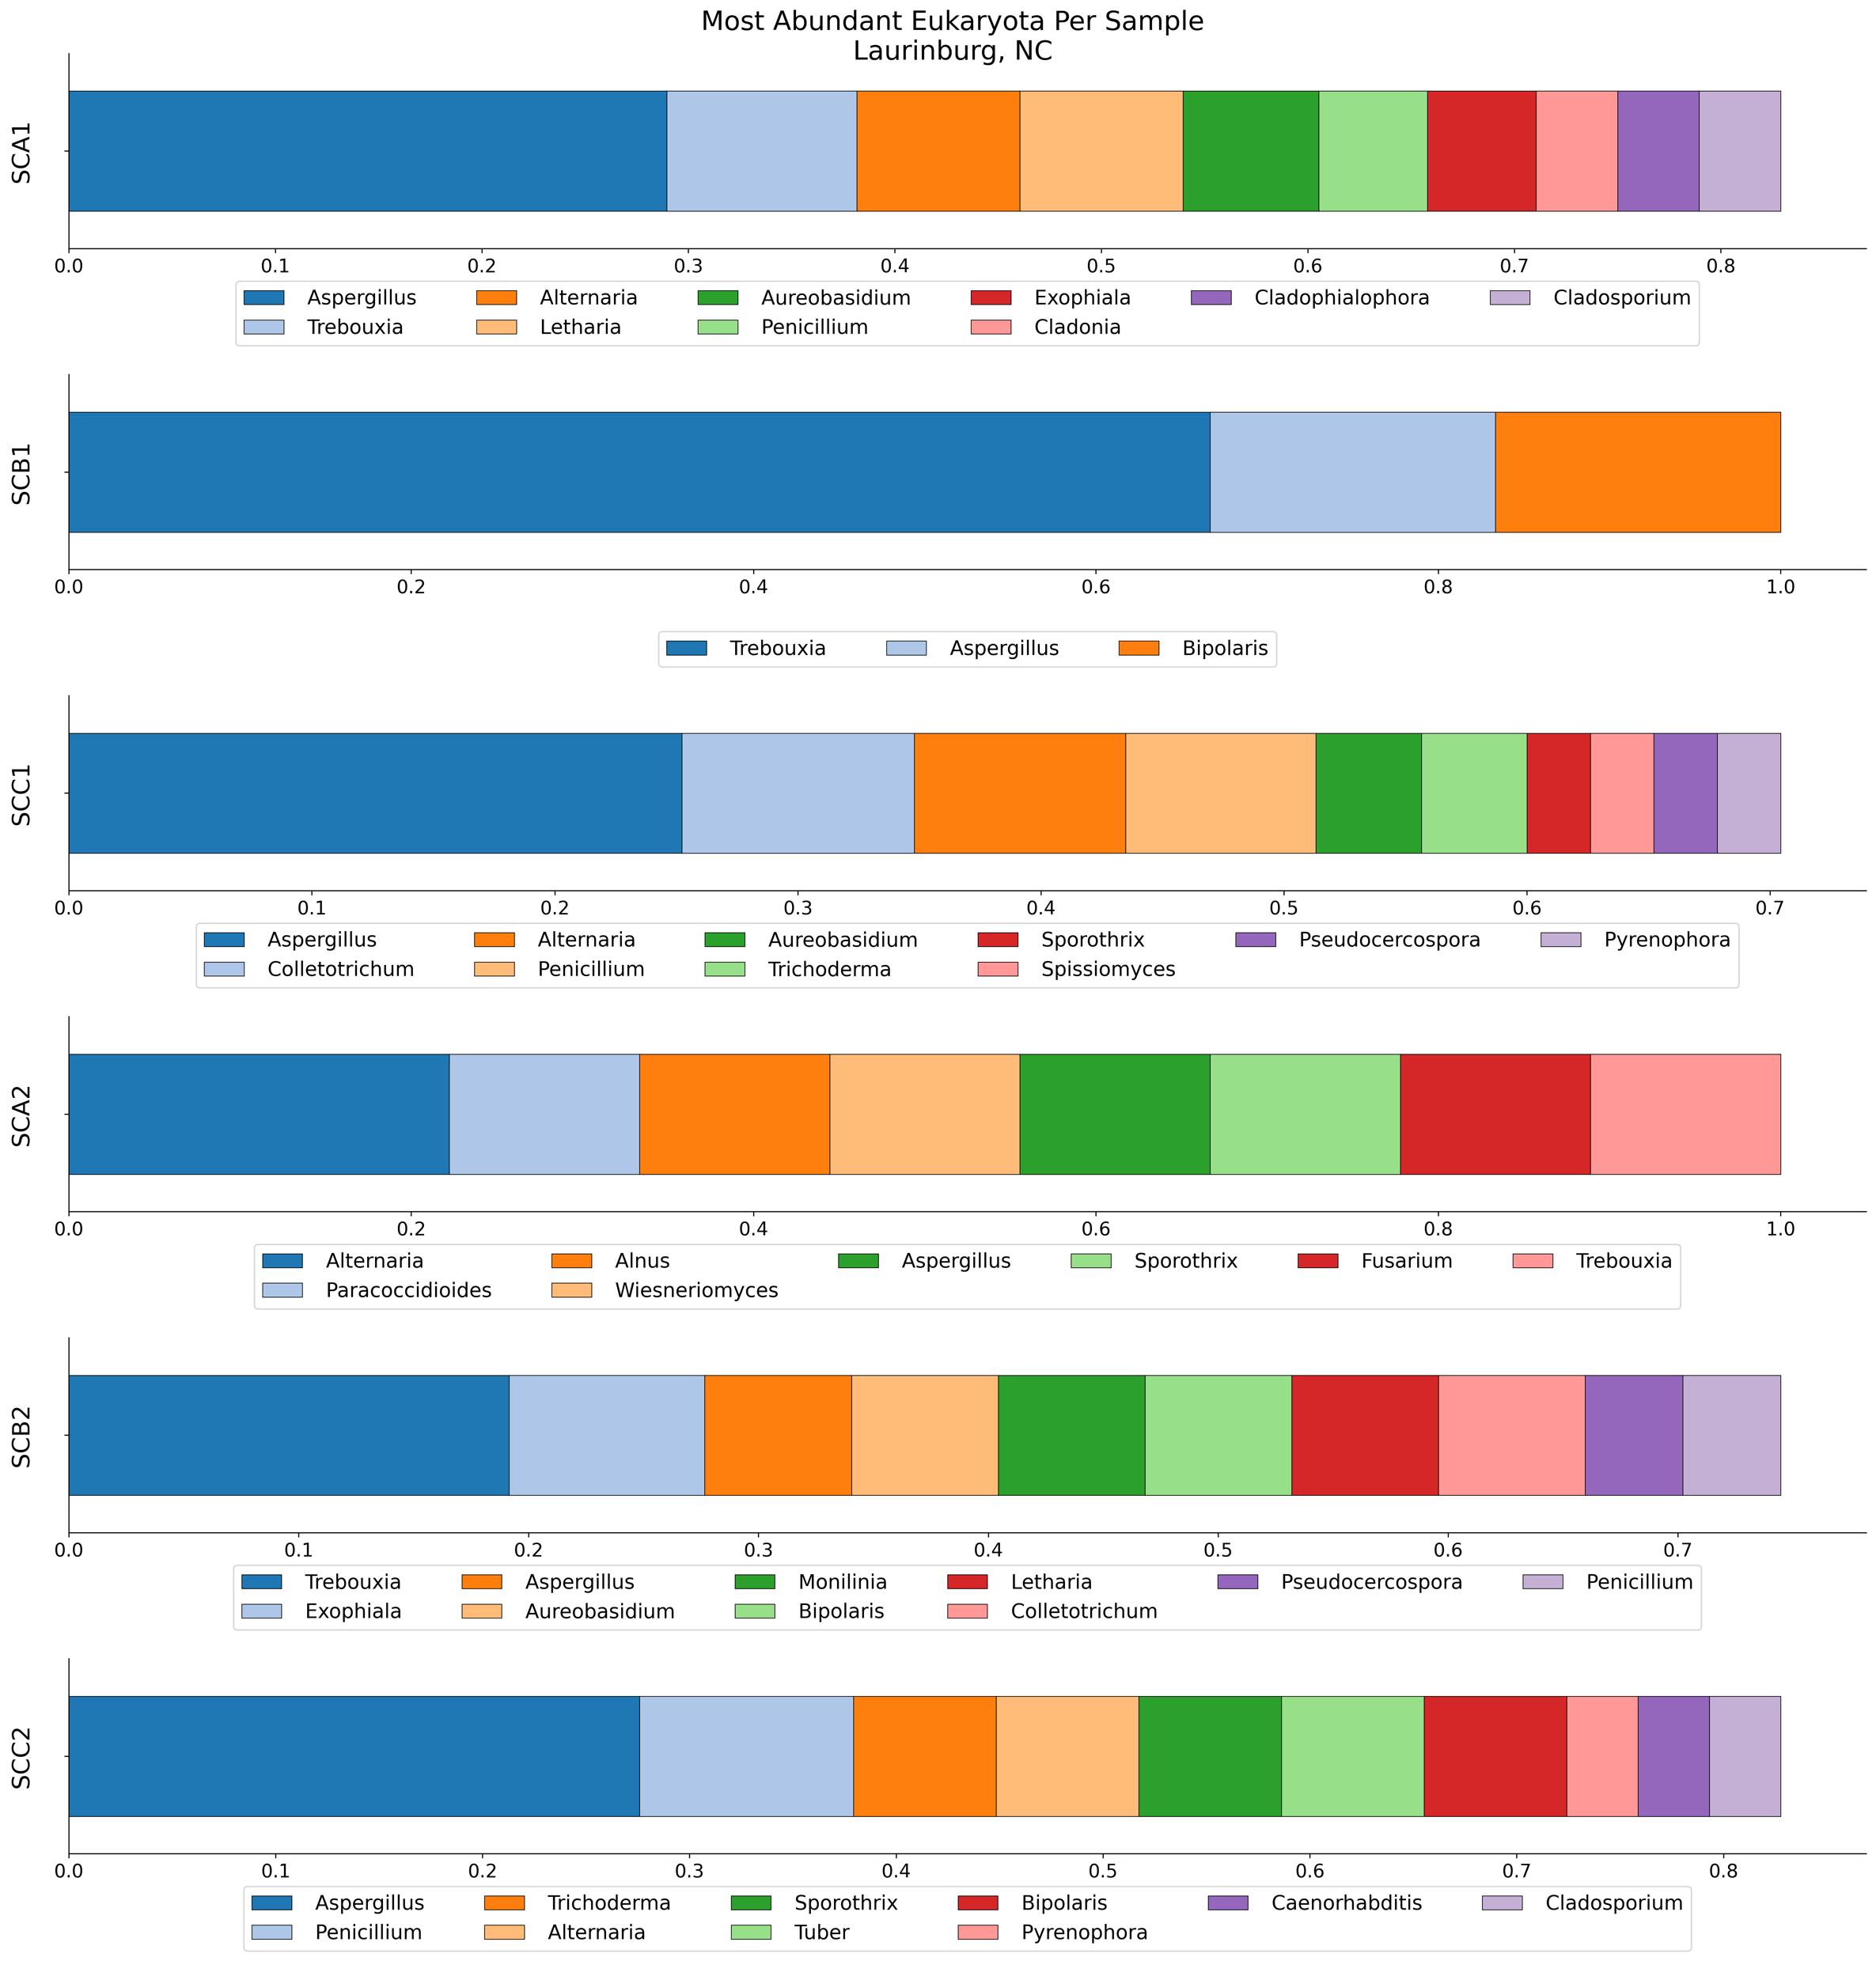 Most Abundant Eukaryota Per Sample
Laurinburg, NC
SCA1
0.0 0.1 0.2 0.3 0.4 0.5 0.6 0.7 0.8
Aspergillus Alternaria Aureobasidium Exophiala Cladophialophora Cladosporium
Trebouxia Letharia Penicillium Cladonia
SCB1
0.0 0.2 0.4 0.6 0.8 1.0
Trebouxia Aspergillus Bipolaris
SCC1
0.0 0.1 0.2 0.3 0.4 0.5 0.6 0.7
Aspergillus Alternaria Aureobasidium Sporothrix Pseudocercospora Pyrenophora
Colletotrichum Penicillium Trichoderma Spissiomyces
SCA2
0.0 0.2 0.4 0.6 0.8 1.0
Alternaria Alnus Aspergillus Sporothrix Fusarium Trebouxia
Paracoccidioides Wiesneriomyces
SCB2
0.0 0.1 0.2 0.3 0.4 0.5 0.6 0.7
Trebouxia Aspergillus Monilinia Letharia Pseudocercospora Penicillium
Exophiala Aureobasidium Bipolaris Colletotrichum
SCC2
0.0 0.1 0.2 0.3 0.4 0.5 0.6 0.7 0.8
Aspergillus Trichoderma Sporothrix Bipolaris Caenorhabditis Cladosporium
Penicillium Alternaria Tuber Pyrenophora